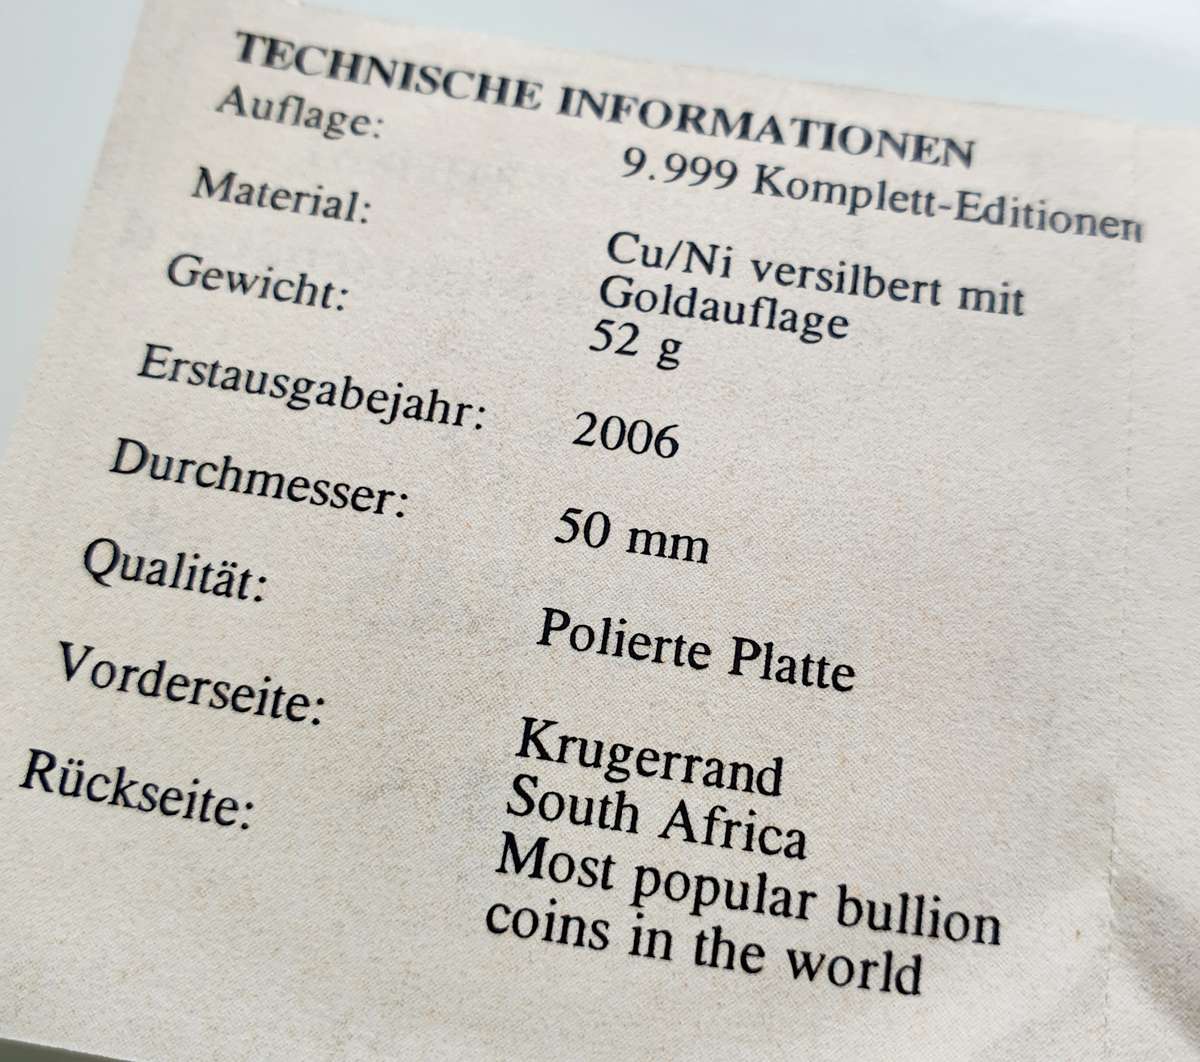 TECHNISCHE INFORMATIONEN
Auflage: 9.999 Komplett-Editionen
Material: Cu/Ni versilbert mit
Goldauflage
Gewicht: 52 g
Erstausgabejahr: 2006
Durchmesser: 50 mm
Qualität: Polierte Platte
Vorderseite: Krugerrand
South Africa
Rückseite: Most popular bullion
coins in the world